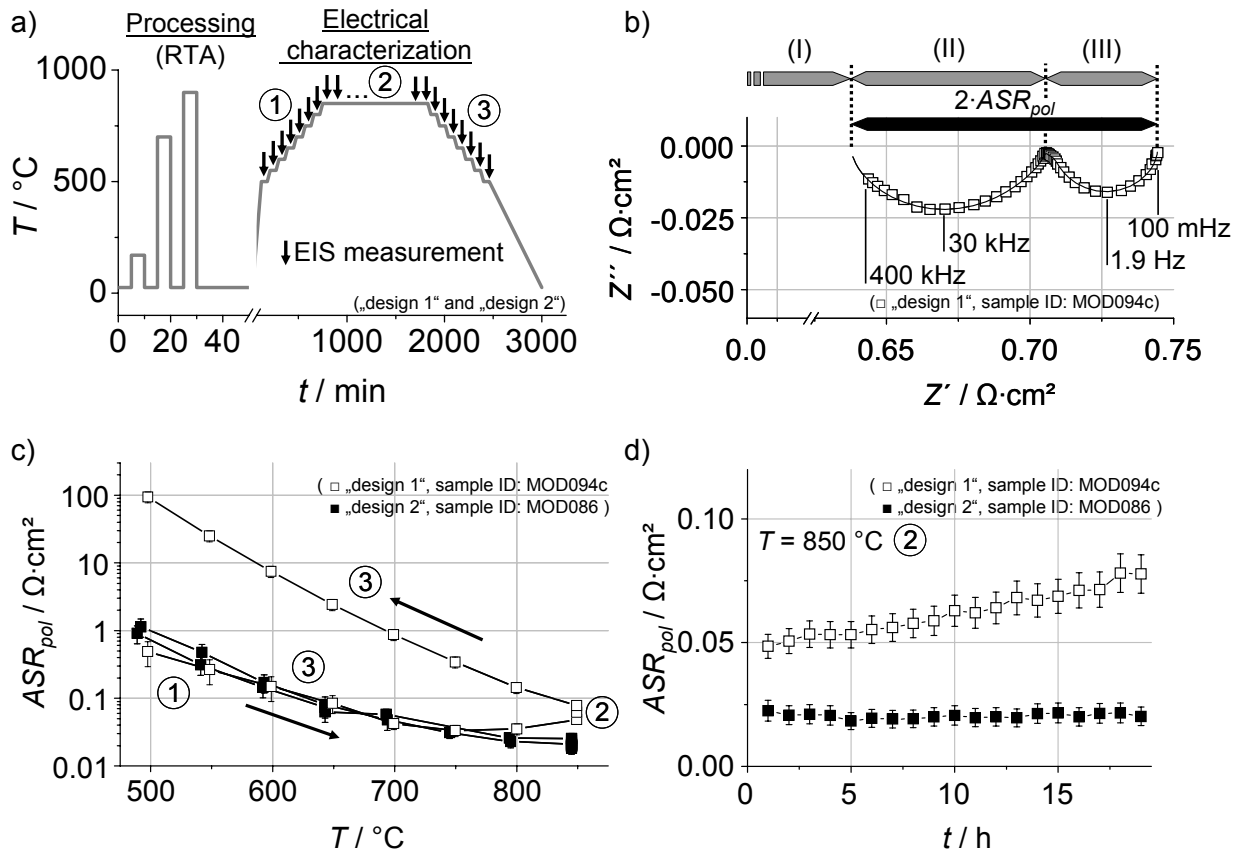 a)
Processing
(RTA)
Electrical
characterization
1000
500
0
T / °C
1
...
2
3
EIS measurement
(„design 1“ and „design 2“)
0
20
40
1000
2000
3000
t / min
b)
(I)
(II)
(III)
2·ASR_pol
0.000
-0.025
-0.050
Z´´ / Ω·cm²
400 kHz
30 kHz
1.9 Hz
100 mHz
(□ „design 1“, sample ID: MOD094c)
0.0
0.65
0.70
0.75
Z´ / Ω·cm²
c)
( □ „design 1“, sample ID: MOD094c
■ „design 2“, sample ID: MOD086 )
100
10
1
0.1
0.01
ASR_pol / Ω·cm²
3
3
1
2
500
600
700
800
T / °C
d)
( □ „design 1“, sample ID: MOD094c
■ „design 2“, sample ID: MOD086 )
T = 850 °C 2
0.10
0.05
0.00
ASR_pol / Ω·cm²
0
5
10
15
t / h